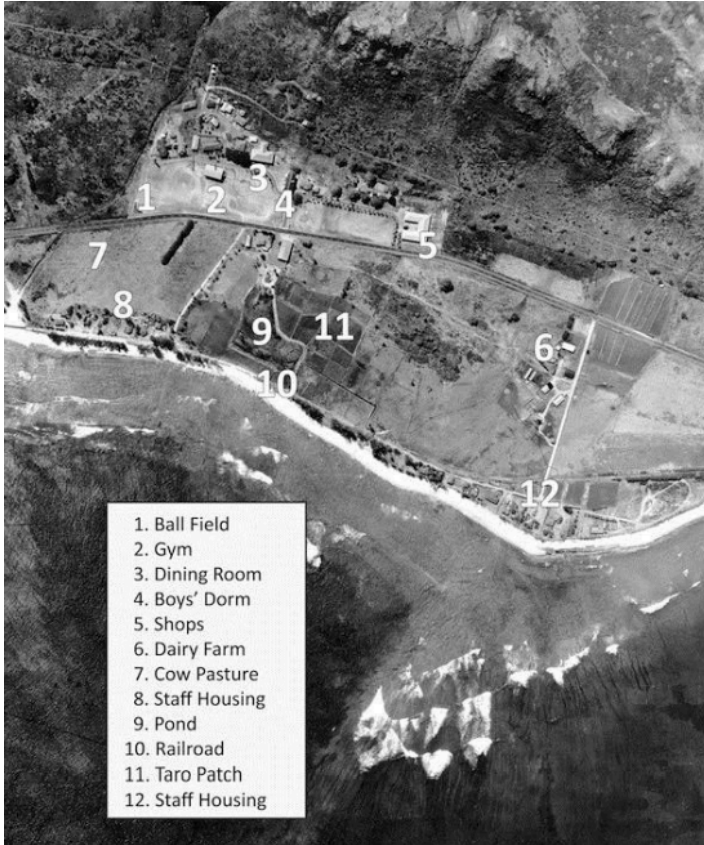 1
2
3
4
5
6
7
8
9
10
11
12
1. Ball Field
2. Gym
3. Dining Room
4. Boys’ Dorm
5. Shops
6. Dairy Farm
7. Cow Pasture
8. Staff Housing
9. Pond
10. Railroad
11. Taro Patch
12. Staff Housing